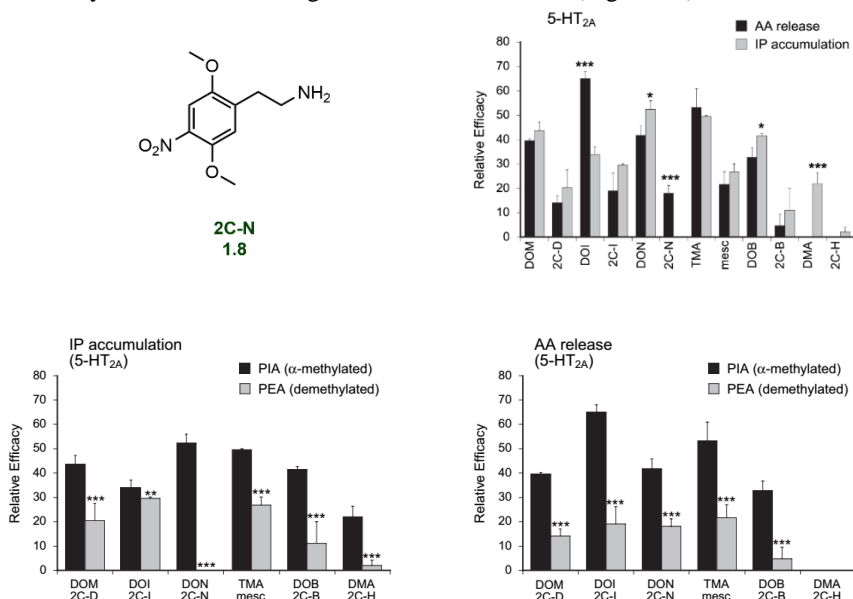 O
NH₂
O₂N
O
2C-N
1.8
5-HT2A
AA release
IP accumulation
Relative Efficacy
80
70
60
50
40
30
20
10
0
***
***
*
*
***
DOM
2C-D
DOI
2C-I
DON
2C-N
TMA
mesc
DOB
2C-B
DMA
2C-H
IP accumulation
(5-HT2A)
PIA (α-methylated)
PEA (demethylated)
Relative Efficacy
80
70
60
50
40
30
20
10
0
***
**
***
***
***
***
DOM DOI DON TMA DOB DMA
2C-D 2C-I 2C-N mesc 2C-B 2C-H
AA release
(5-HT2A)
PIA (α-methylated)
PEA (demethylated)
Relative Efficacy
80
70
60
50
40
30
20
10
0
***
***
***
***
***
DOM DOI DON TMA DOB DMA
2C-D 2C-I 2C-N mesc 2C-B 2C-H